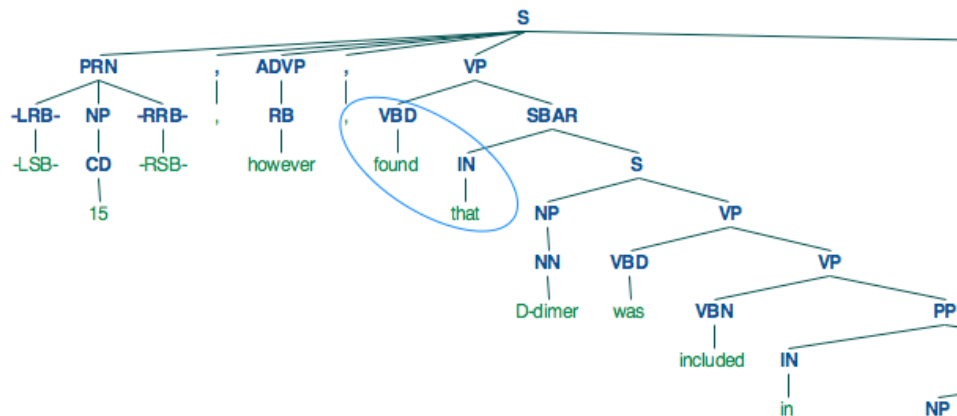 S
PRN , ADVP , VP
-LRB- NP -RRB- , RB , VBD SBAR
-LSB- CD -RSB- however found IN S
15 that NP VP
NN VBD VP
D-dimer was VBN PP
included IN
in NP